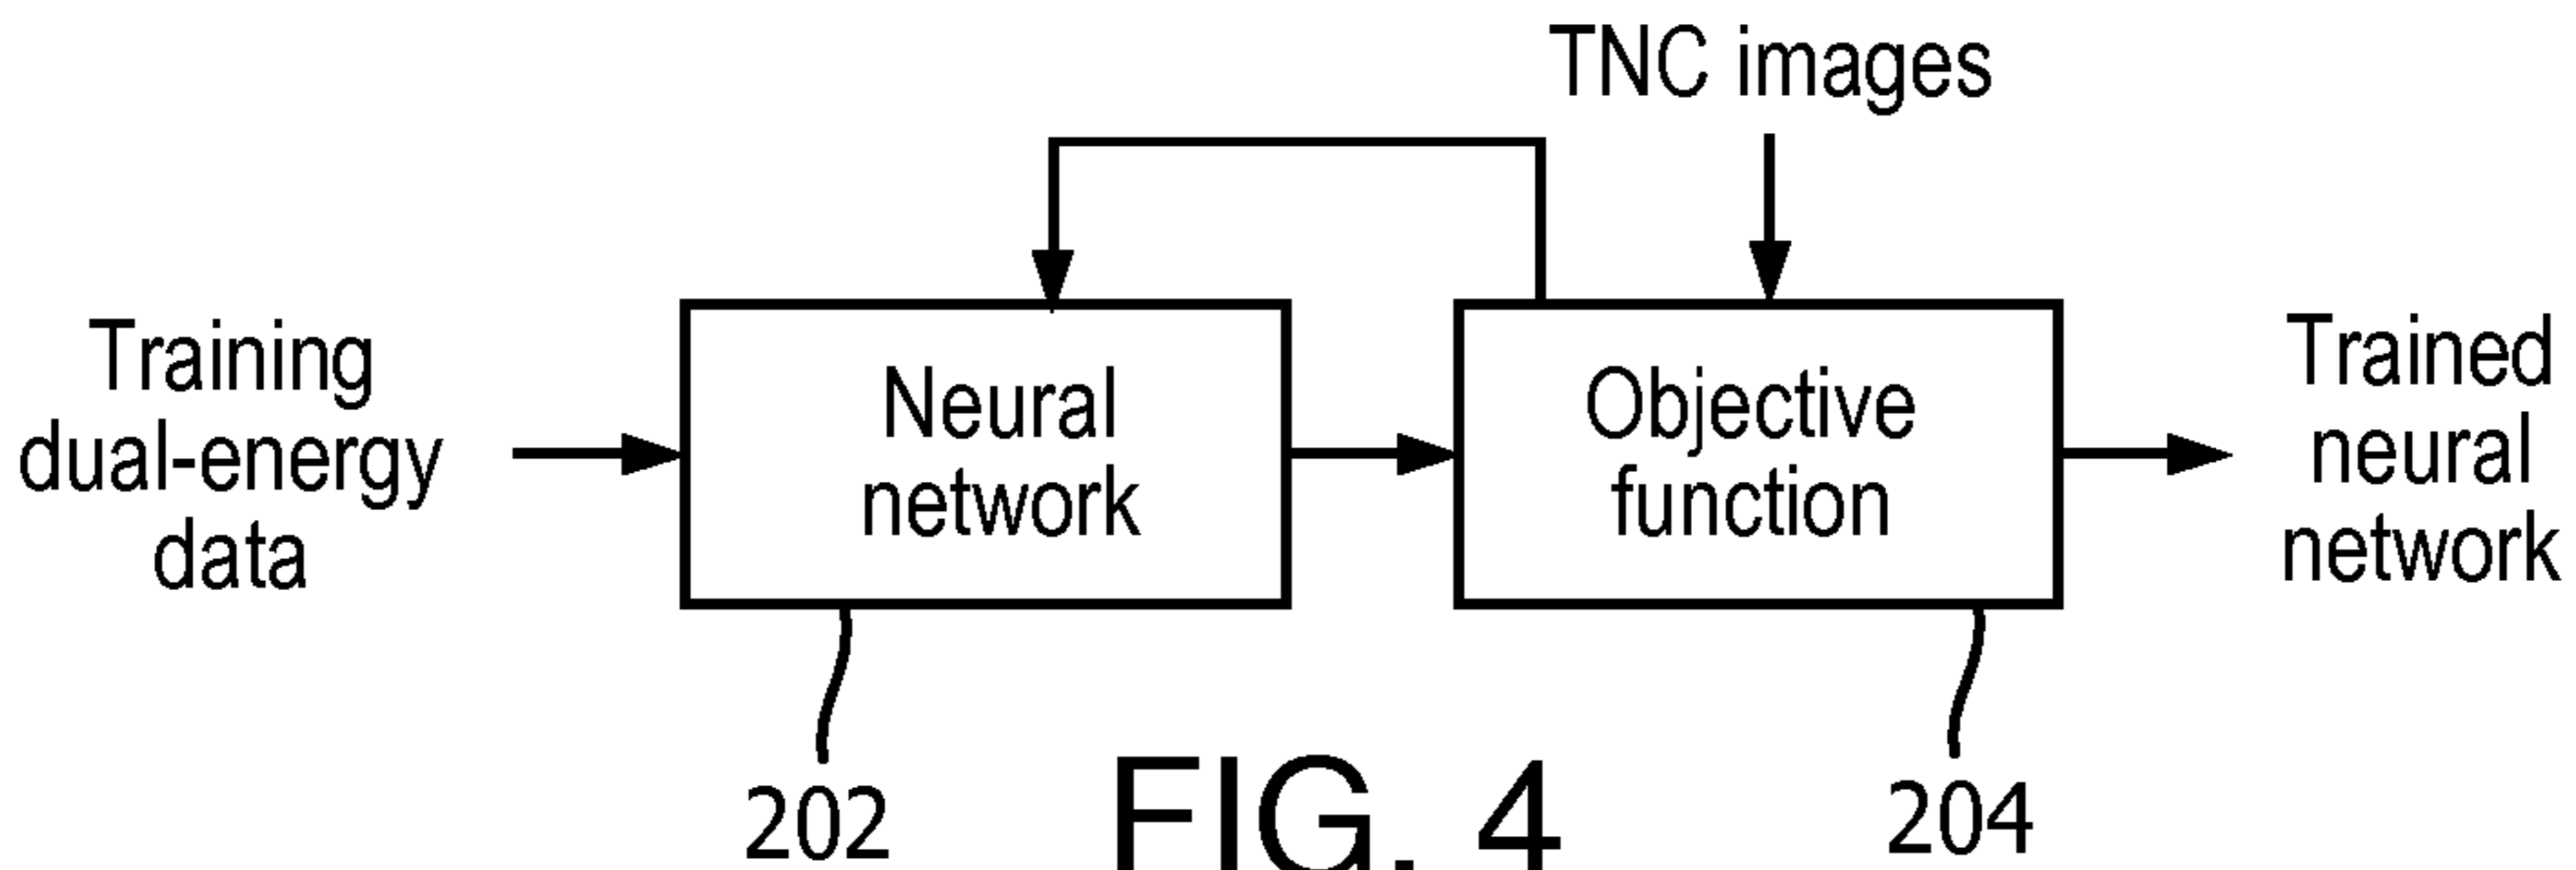 TNC images
Training
dual-energy
data
Neural
network
Objective
function
Trained
neural
network
202
FIG. 4
204